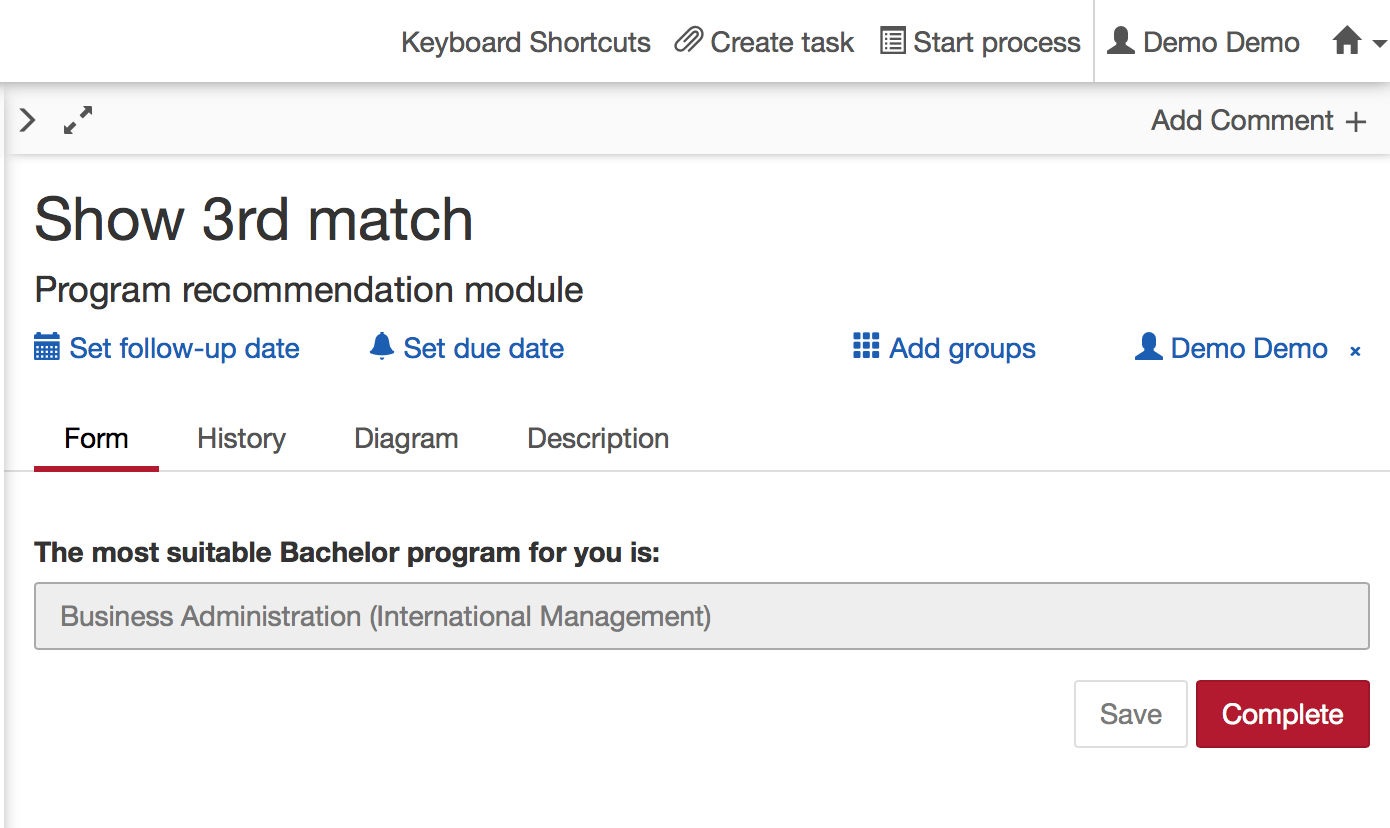 Keyboard Shortcuts Create task Start process Demo Demo
Add Comment +
Show 3rd match
Program recommendation module
Set follow-up date Set due date Add groups Demo Demo ×
Form History Diagram Description
The most suitable Bachelor program for you is:
Business Administration (International Management)
Save Complete